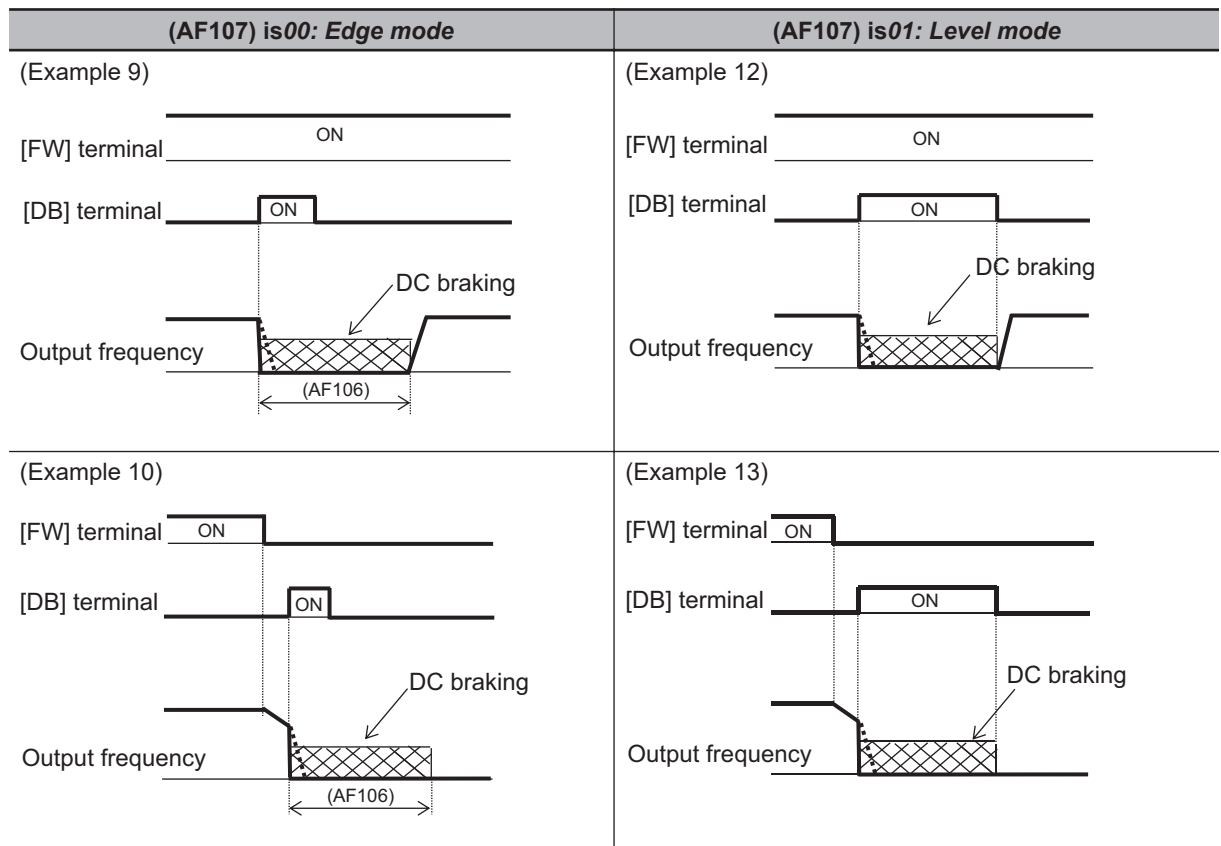 (AF107) is00: Edge mode
(AF107) is01: Level mode
(Example 9)
[FW] terminal
ON
[DB] terminal
ON
DC braking
Output frequency
(AF106)
(Example 12)
[FW] terminal
ON
[DB] terminal
ON
DC braking
Output frequency
(Example 10)
[FW] terminal
ON
[DB] terminal
ON
DC braking
Output frequency
(AF106)
(Example 13)
[FW] terminal
ON
[DB] terminal
ON
DC braking
Output frequency